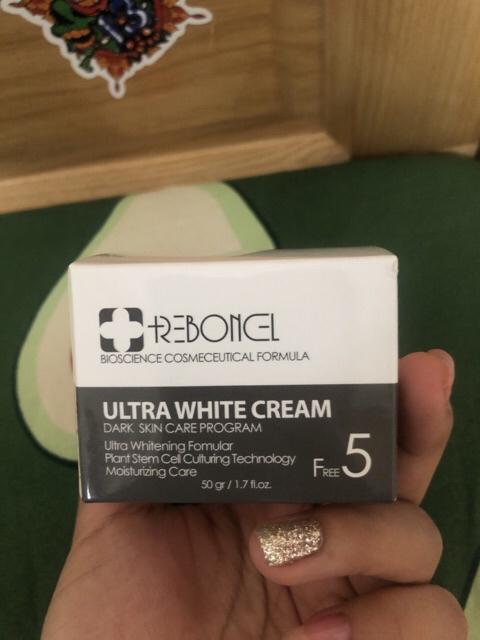 REBONCEL
BIOSCIENCE COSMECEUTICAL FORMULA
ULTRA WHITE CREAM
DARK SKIN CARE PROGRAM
Ultra Whitening Fomular
Plant Stem Cell Culturing Technology
Moisturizing Care
FREE 5
50 gr / 1.7 fl.oz.